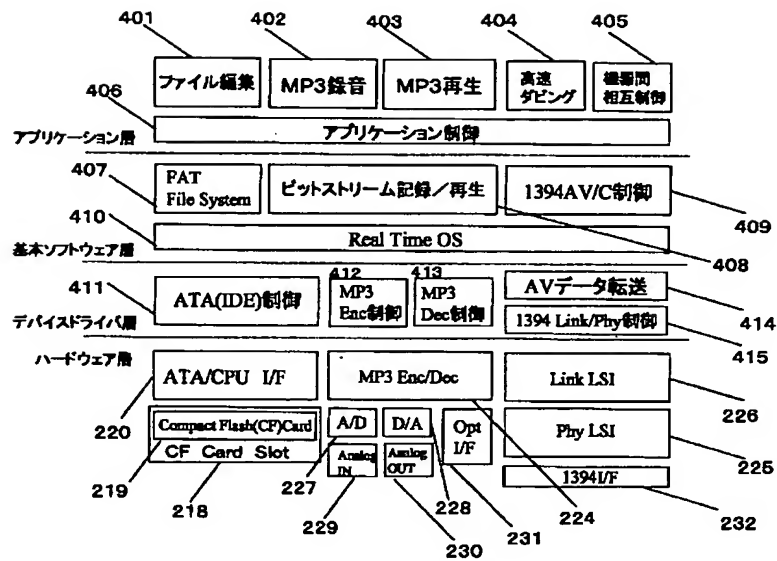 401 402 403 404 405
ファイル編集 MP3録音 MP3再生 高速 機器間
ダビング 相互制御
406
アプリケーション制御
アプリケーション層
407
FAT
File System
ビットストリーム記録／再生
1394AV/C制御
409
410
Real Time OS
408
基本ソフトウェア層
411
ATA(IDE)制御
412
MP3
Enc制御
413
MP3
Dec制御
AVデータ転送
414
デバイスドライバ層
1394 Link/Phy制御
415
ハードウェア層
ATA/CPU I/F
MP3 Enc/Dec
Link LSI
220
226
Compact Flash(CF)Card
A/D
D/A
Opt
I/F
Phy LSI
219
CF Card Slot
Analog
IN
Analog
OUT
225
1394I/F
218
227
229
230
228
231
224
232